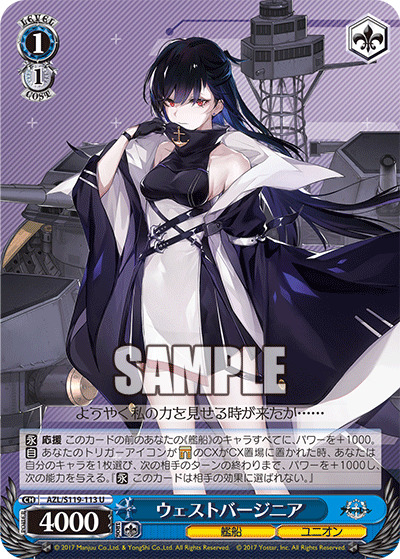 LEVEL
1
1
COST
SAMPLE
ようやく私の力を見せる時が来たか……
永 応援 このカードの前のあなたの《艦船》のキャラすべてに、パワーを+1000。
自 あなたのトリガーアイコンが のCXがCX置場に置かれた時、あなたは
自分のキャラを1枚選び、次の相手のターンの終わりまで、パワーを+1000し、
次の能力を与える。『永 このカードは相手の効果に選ばれない。』
CH AZL/S119-113 U
4000
ウェストバージニア
艦船
ユニオン
© 2017 Manjuu Co.,Ltd. & YongShi Co.,Ltd. All Rights Reserved. © 2017 Yostar, Inc. All Rights Reserved.